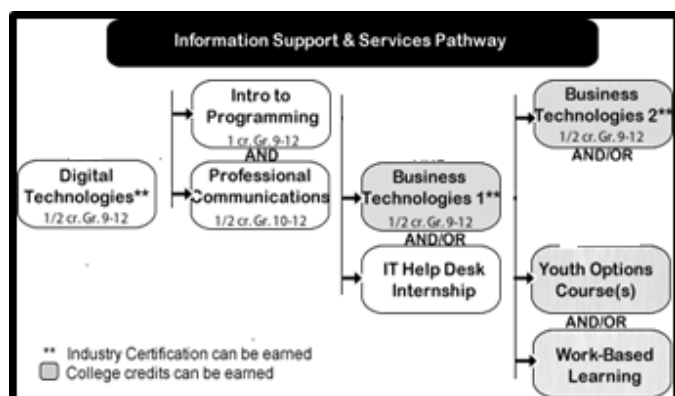 Information Support & Services Pathway
Digital
Technologies**
1/2 cr. Gr. 9-12
Intro to
Programming
1 cr. Gr. 9-12
AND
Professional
Communications
1/2 cr. Gr. 10-12
Business
Technologies 1**
1/2 cr. Gr. 9-12
AND/OR
IT Help Desk
Internship
Business
Technologies 2**
1/2 cr. Gr. 9-12
AND/OR
Youth Options
Course(s)
AND/OR
Work-Based
Learning
** Industry Certification can be earned
College credits can be earned